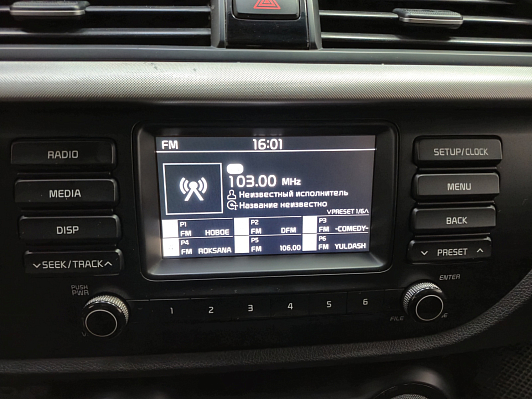 FM 16:01
RADIO
MEDIA
DISP
SEEK/TRACK
PUSH
PWR
103.00 MHz
Неизвестный исполнитель
Название неизвестно
PRESET 1/6
P1 P2 P3
FM НОВОЕ FM DFM FM -COMEDY-
P4 P5 P6
FM ROKSANA FM 106.00 FM YULDASH
1 2 3 4 5 6
SETUP/CLOCK
MENU
BACK
PRESET
ENTER
FILE